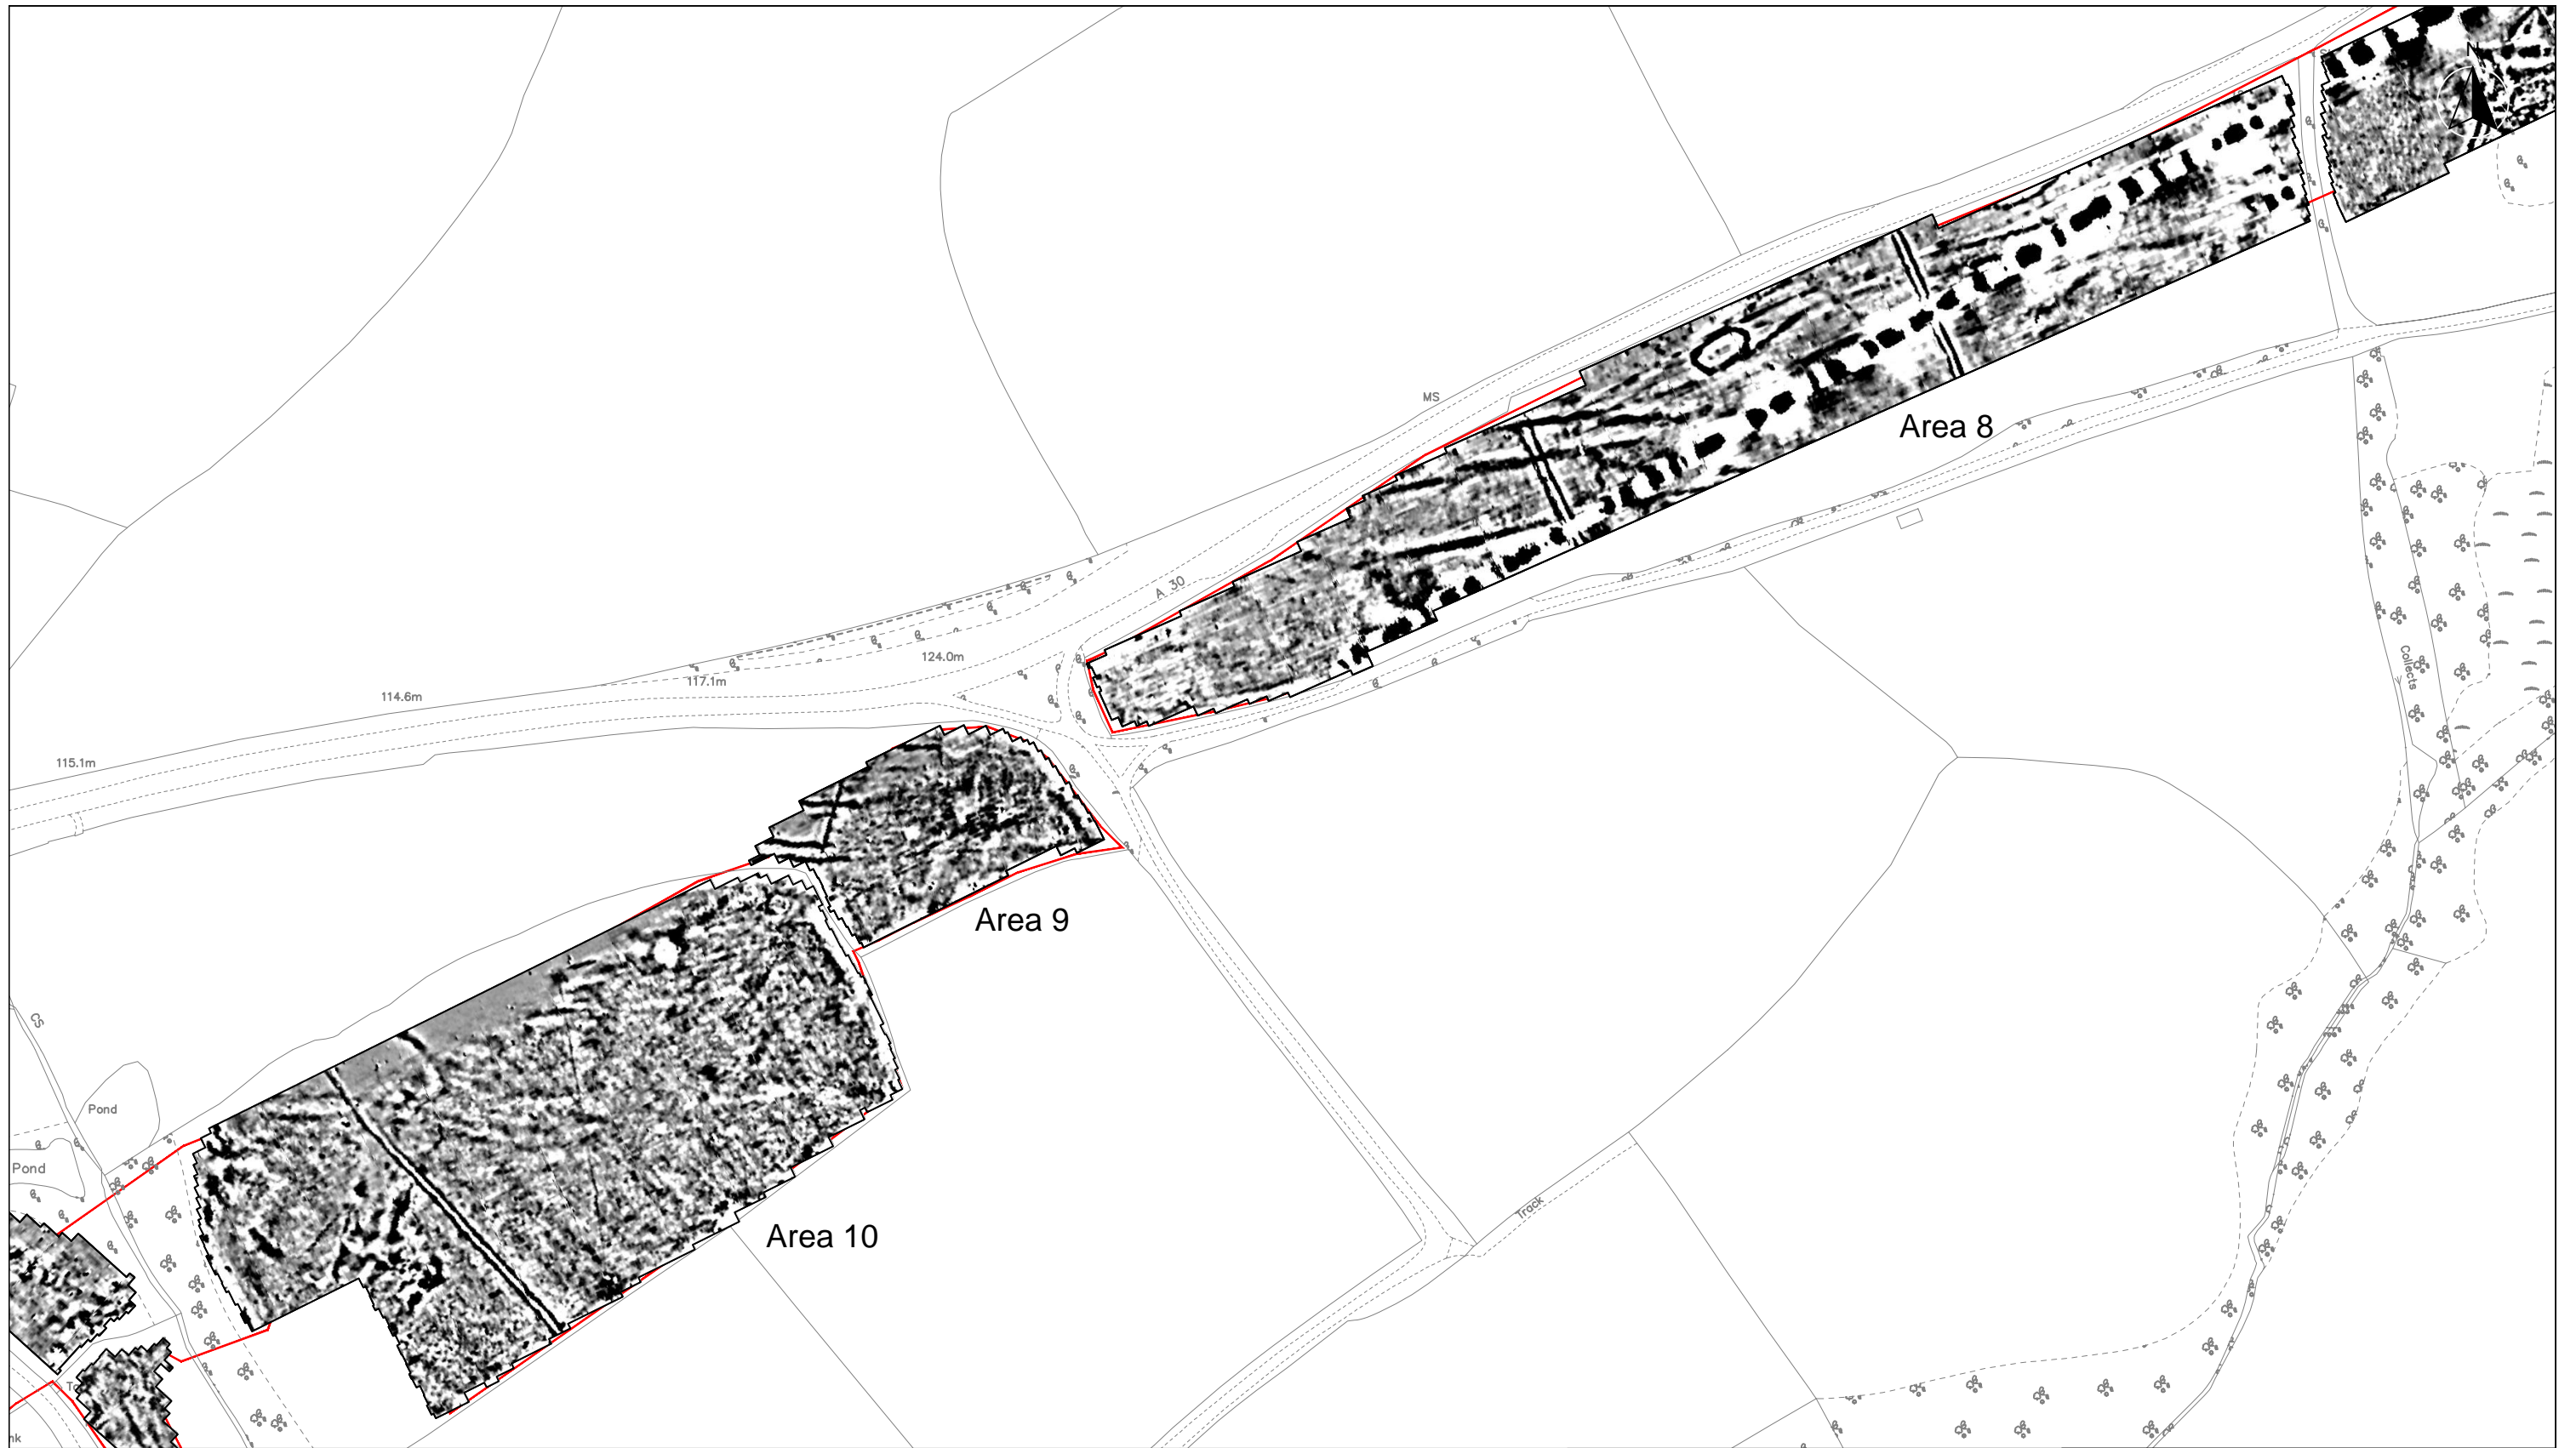 N
MS
Area 8
A 30
124.0m
117.1m
114.6m
115.1m
Collects
Area 9
CS
Pond
Pond
Track
Area 10